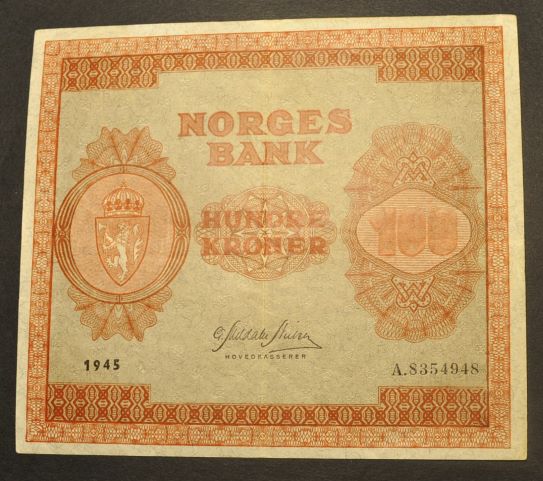 NORGES
BANK
HUNDRE
KRONER
100
HOVEDKASSERER
1945
A.8354948